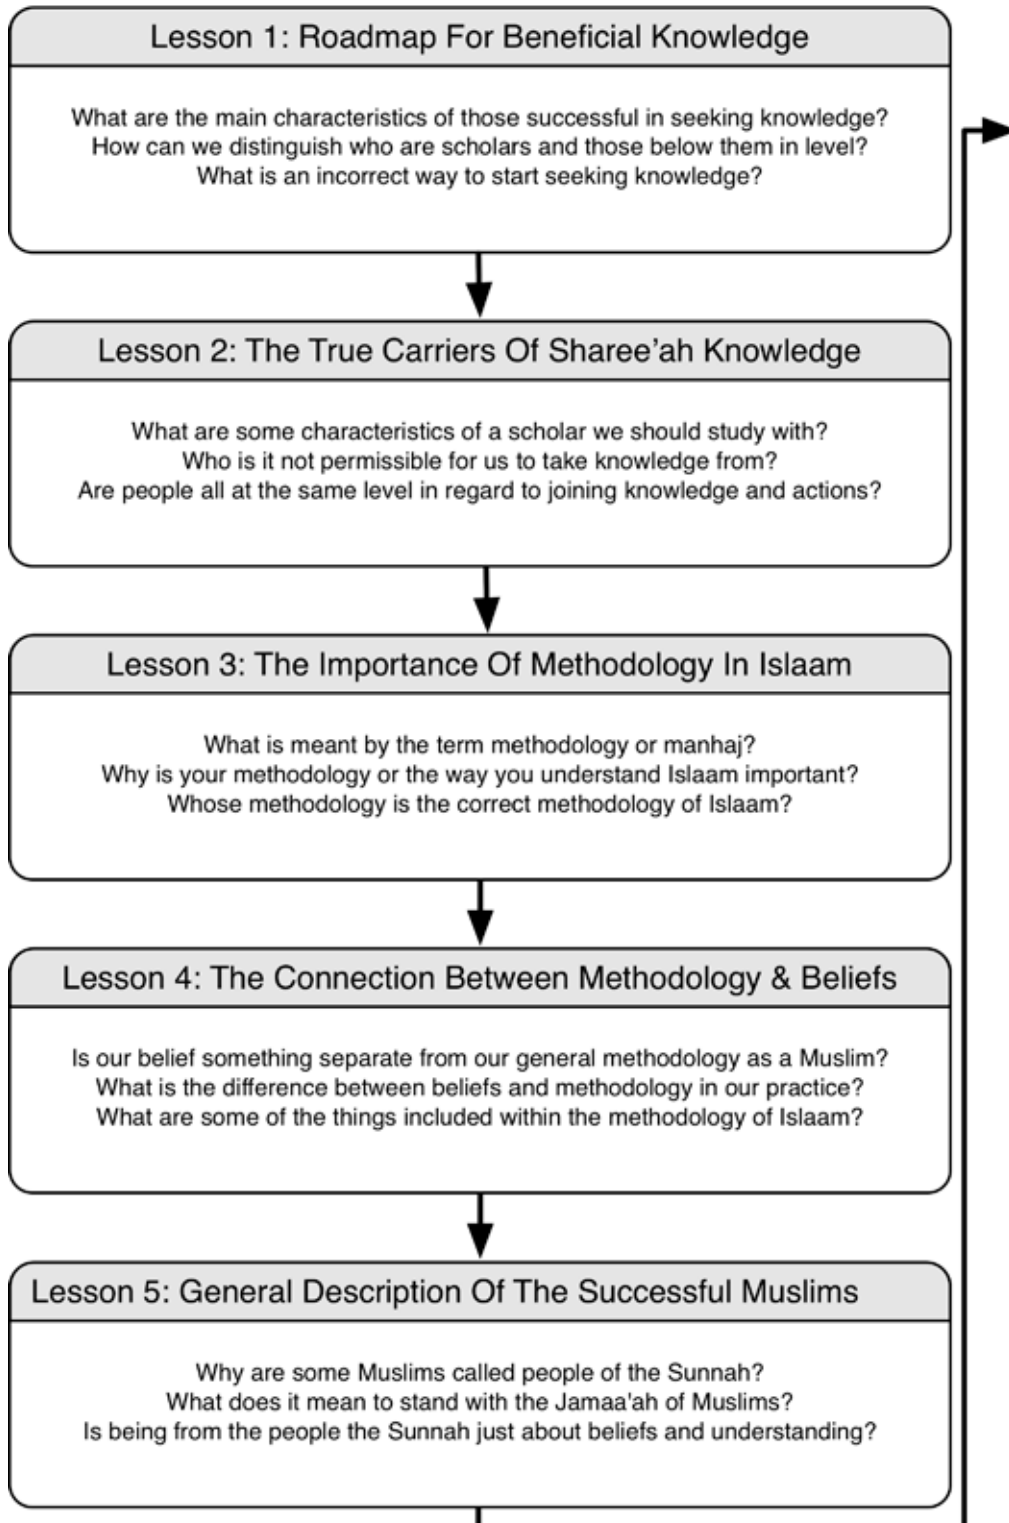 Lesson 1: Roadmap For Beneficial Knowledge
What are the main characteristics of those successful in seeking knowledge?
How can we distinguish who are scholars and those below them in level?
What is an incorrect way to start seeking knowledge?
Lesson 2: The True Carriers Of Sharee'ah Knowledge
What are some characteristics of a scholar we should study with?
Who is it not permissible for us to take knowledge from?
Are people all at the same level in regard to joining knowledge and actions?
Lesson 3: The Importance Of Methodology In Islaam
What is meant by the term methodology or manhaj?
Why is your methodology or the way you understand Islaam important?
Whose methodology is the correct methodology of Islaam?
Lesson 4: The Connection Between Methodology & Beliefs
Is our belief something separate from our general methodology as a Muslim?
What is the difference between beliefs and methodology in our practice?
What are some of the things included within the methodology of Islaam?
Lesson 5: General Description Of The Successful Muslims
Why are some Muslims called people of the Sunnah?
What does it mean to stand with the Jamaa'ah of Muslims?
Is being from the people the Sunnah just about beliefs and understanding?